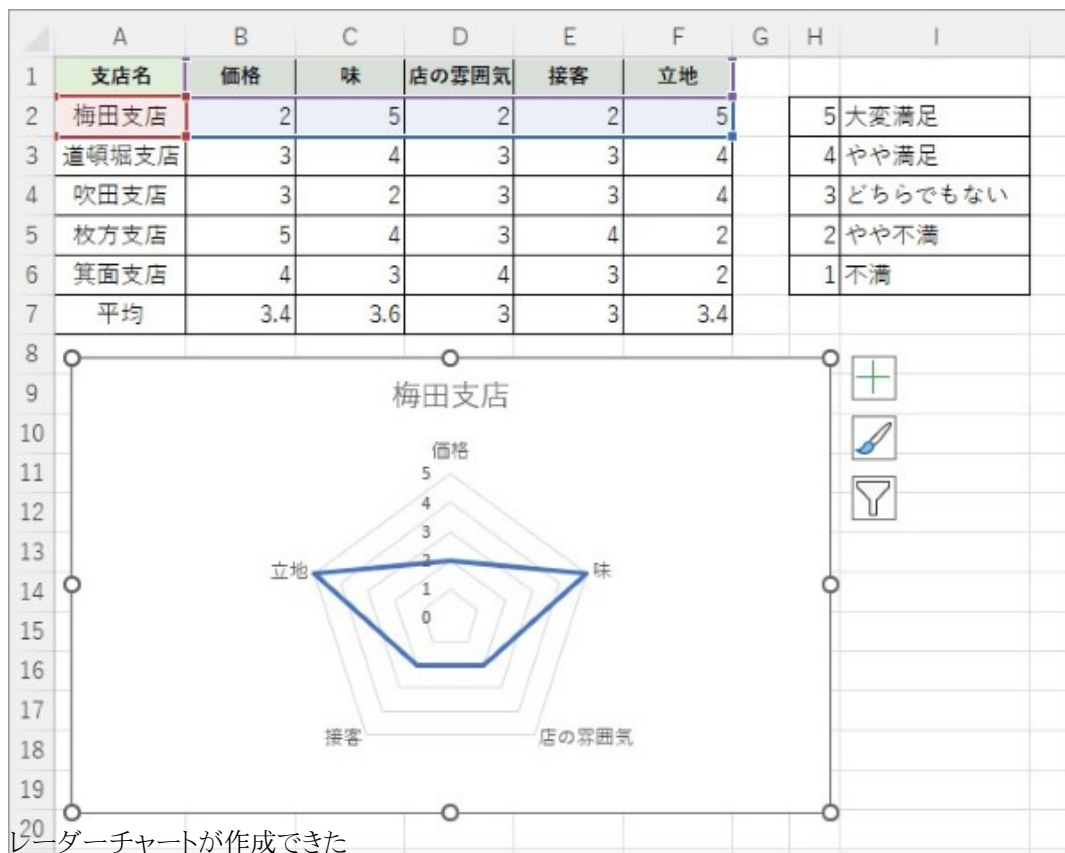 A B C D E F G H I
1 支店名 価格 味 店の雰囲気 接客 立地
2 梅田支店 2 5 2 2 5 5 大変満足
3 道頓堀支店 3 4 3 3 4 4 やや満足
4 吹田支店 3 2 3 3 4 3 どちらでもない
5 枚方支店 5 4 3 4 2 2 やや不満
6 箕面支店 4 3 4 3 2 1 不満
7 平均 3.4 3.6 3 3 3.4
8
9 梅田支店
10
価格
11 5
12 4
3
13 2
立地 味
14 1
15 0
16
17
18 接客 店の雰囲気
19
20
レーダーチャートが作成できた